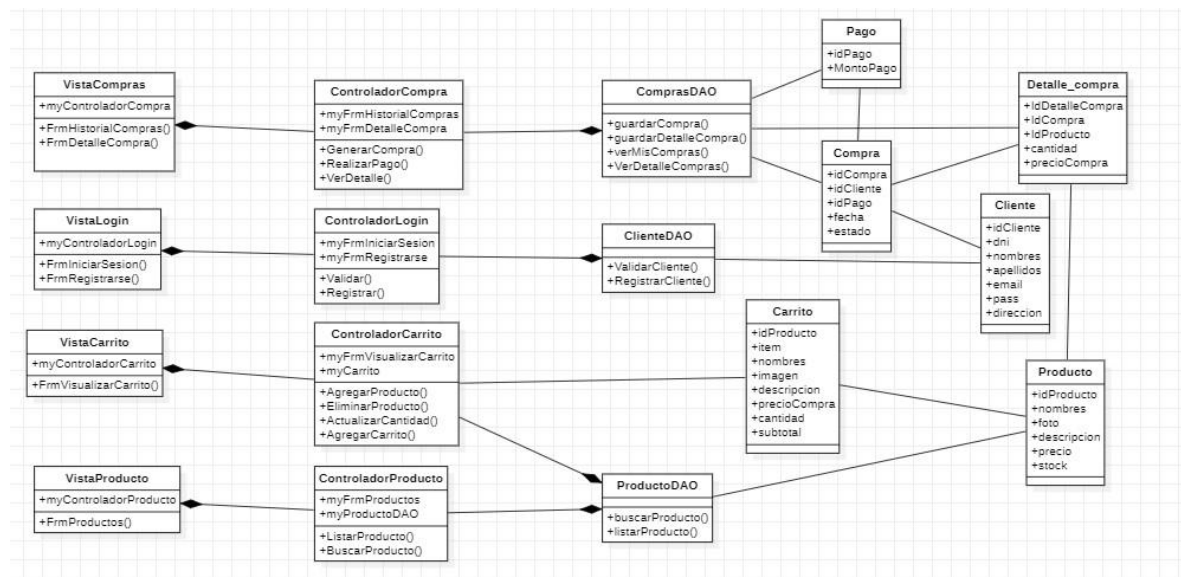 VistaCompras
+myControladorCompra
+FrmHistorialCompras()
+FrmDetalleCompra()
ControladorCompra
+myFrmHistorialCompras
+myFrmDetalleCompra
+GenerarCompra()
+RealizarPago()
+VerDetalle()
ComprasDAO
+guardarCompra()
+guardarDetalleCompra()
+verMisCompras()
+VerDetalleCompras()
Pago
+idPago
+MontoPago
Detalle_compra
+IdDetalleCompra
+IdCompra
+IdProducto
+cantidad
+precioCompra
Compra
+idCompra
+idCliente
+idPago
+fecha
+estado
VistaLogin
+myControladorLogin
+FrmIniciarSesion()
+FrmRegistrarse()
ControladorLogin
+myFrmIniciarSesion
+myFrmRegistrarse
+Validar()
+Registrar()
ClienteDAO
+ValidarCliente()
+RegistrarCliente()
Cliente
+idCliente
+dni
+nombres
+apellidos
+email
+pass
+direccion
VistaCarrito
+myControladorCarrito
+FrmVisualizarCarrito()
ControladorCarrito
+myFrmVisualizarCarrito
+myCarrito
+AgregarProducto()
+EliminarProducto()
+ActualizarCantidad()
+AgregarCarrito()
Carrito
+idProducto
+item
+nombres
+imagen
+descripcion
+precioCompra
+cantidad
+subtotal
Producto
+idProducto
+nombres
+foto
+descripcion
+precio
+stock
VistaProducto
+myControladorProducto
+FrmProductos()
ControladorProducto
+myFrmProductos
+myProductoDAO
+ListarProducto()
+BuscarProducto()
ProductoDAO
+buscarProducto()
+listarProducto()